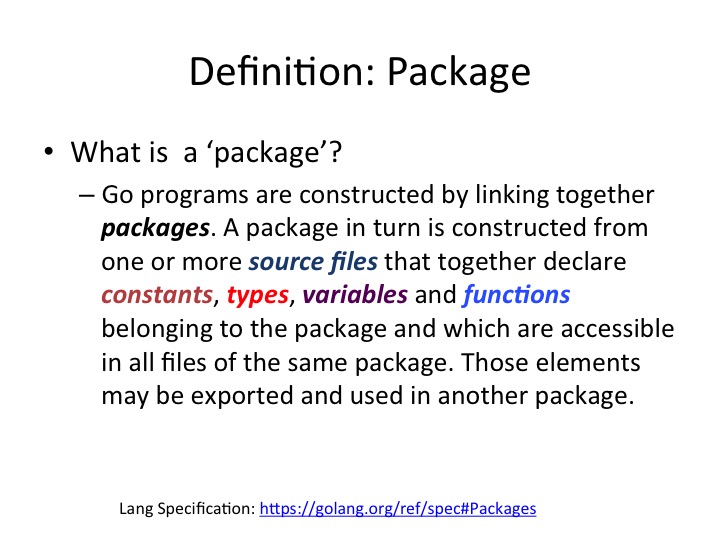 Definition: Package
• What is  a ‘package’?
– Go programs are constructed by linking together
packages. A package in turn is constructed from
one or more source files that together declare
constants, types, variables and functions
belonging to the package and which are accessible
in all files of the same package. Those elements
may be exported and used in another package.
Lang Specification: https://golang.org/ref/spec#Packages